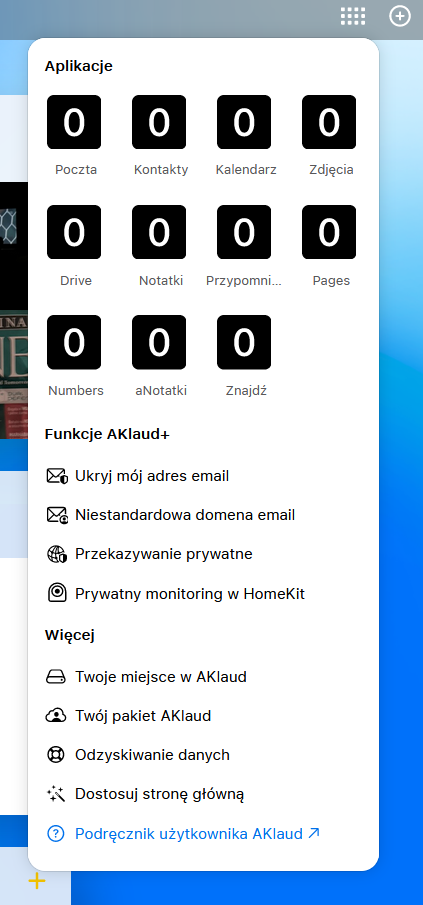 Aplikacje
0 0 0 0
Poczta Kontakty Kalendarz Zdjęcia
0 0 0 0
Drive Notatki Przypomni... Pages
0 0 0
Numbers aNotatki Znajdź
Funkcje AKlaud+
Ukryj mój adres email
Niestandardowa domena email
Przekazywanie prywatne
Prywatny monitoring w HomeKit
Więcej
Twoje miejsce w AKlaud
Twój pakiet AKlaud
Odzyskiwanie danych
Dostosuj stronę główną
Podręcznik użytkownika AKlaud